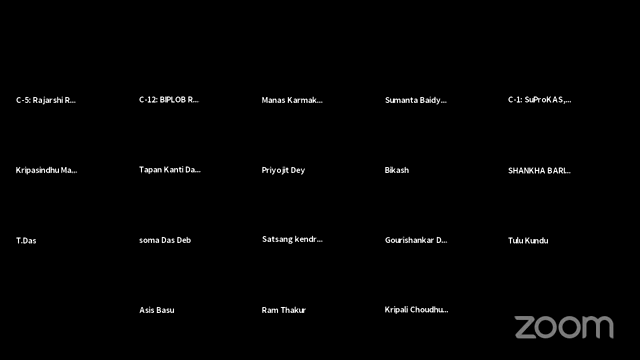 C-5: Rajarshi R... C-12: BIPLOB R... Manas Karmak... Sumanta Baidy... C-1: SuProKAS,...
Kripasindhu Ma... Tapan Kanti Da... Priyojit Dey Bikash SHANKHA BARI...
T.Das soma Das Deb Satsang kendr... Gourishankar D... Tulu Kundu
Asis Basu Ram Thakur Kripali Choudhu...
zoom